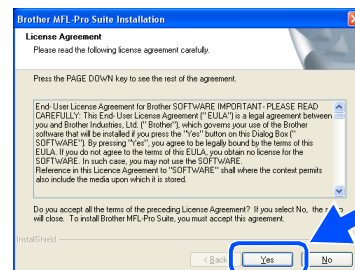 Brother MFL-Pro Suite Installation
License Agreement
Please read the following license agreement carefully.
Press the PAGE DOWN key to see the rest of the agreement.
End- User License Agreement for Brother SOFTWARE IMPORTANT- PLEASE READ
CAREFULLY: This End- User License Agreement (" EULA") is a legal agreement between
you and Brother Industries, Ltd. (" Brother"), which governs your use of the Brother
software that will be installed if you press the "Yes" button on this Dialog Box ("
SOFTWARE"). By pressing "Yes", you agree to be legally bound by the terms of this
EULA. If you do not agree to the terms of this EULA, you obtain no license for the
SOFTWARE. In such case, you may not use the SOFTWARE.
Reference in this Licence Agreement to "SOFTWARE" shall where the context permits
also include the media upon which it is stored.
Do you accept all the terms of the preceding License Agreement? If you select No, the
will close. To install Brother MFL-Pro Suite, you must accept this agreement.
InstallShield
< Back
Yes
No